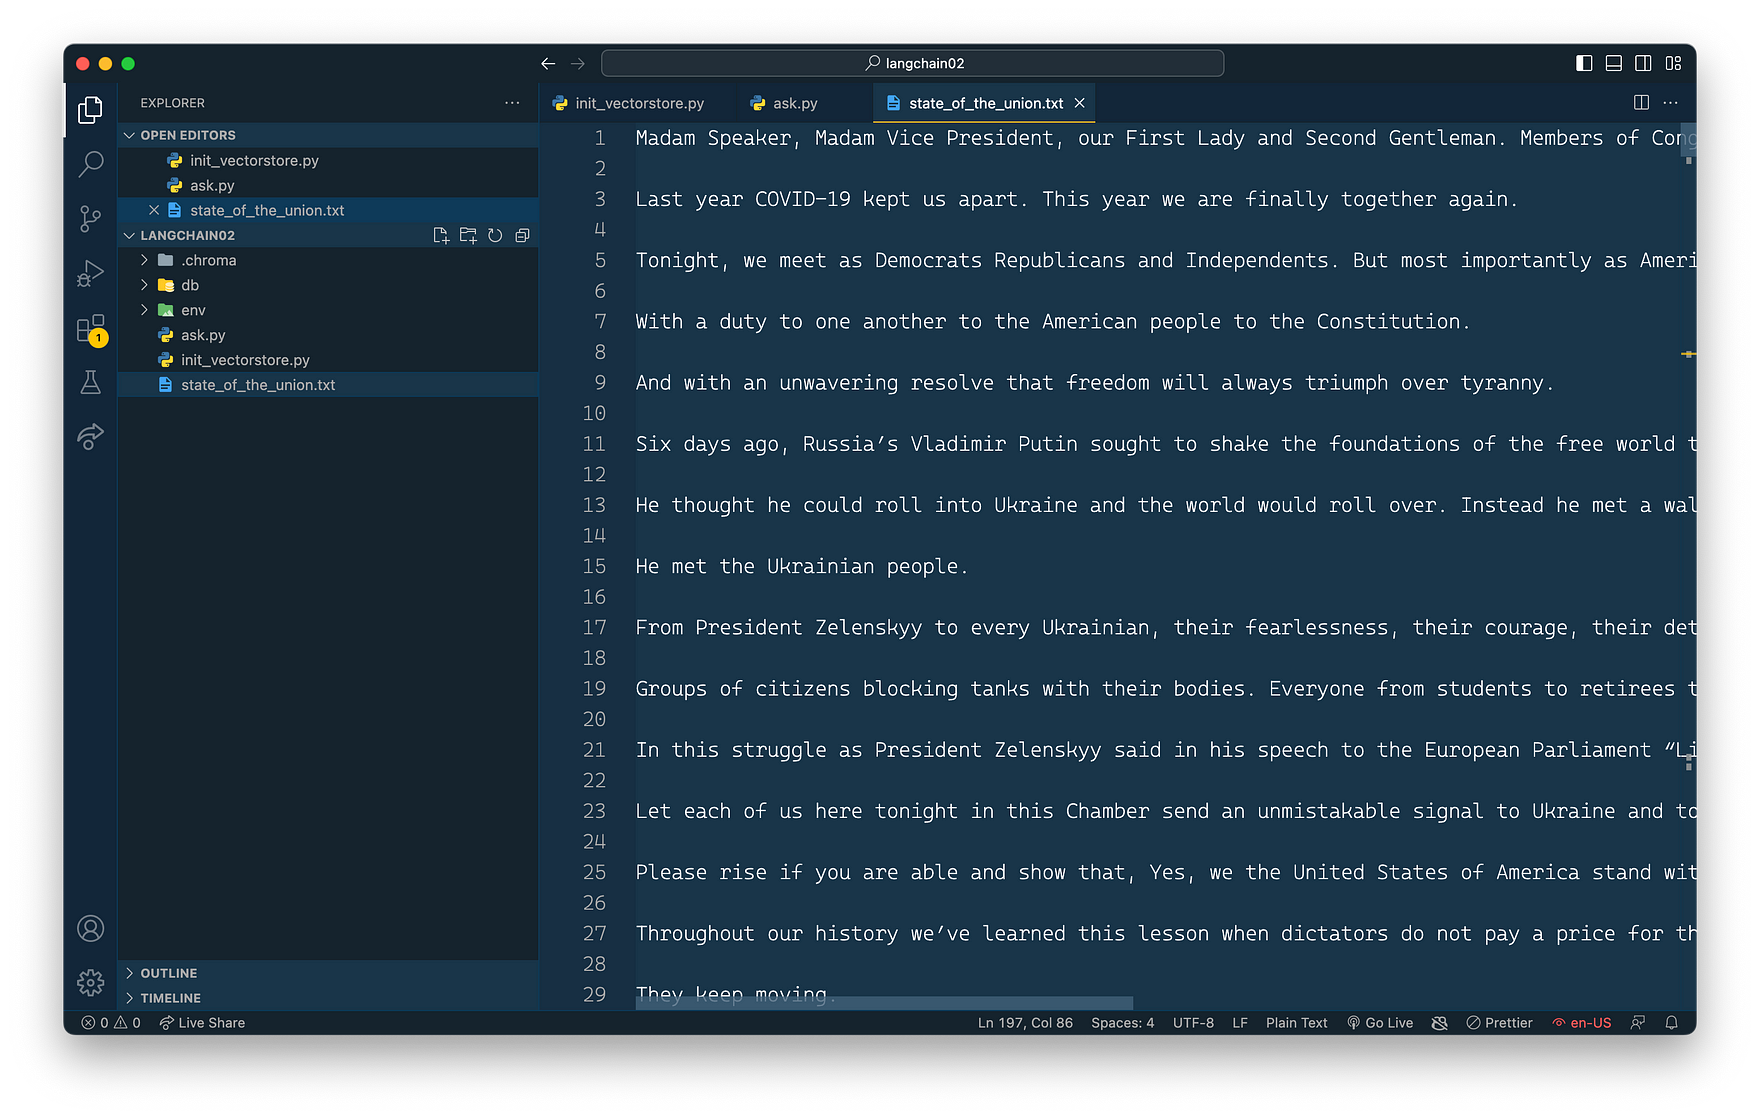 langchain02
EXPLORER
init_vectorstore.py
ask.py
state_of_the_union.txt
OPEN EDITORS
init_vectorstore.py
ask.py
state_of_the_union.txt
LANGCHAIN02
.chroma
db
env
ask.py
init_vectorstore.py
state_of_the_union.txt
OUTLINE
TIMELINE
1
1 Madam Speaker, Madam Vice President, our First Lady and Second Gentleman. Members of Cong
2
3 Last year COVID-19 kept us apart. This year we are finally together again.
4
5 Tonight, we meet as Democrats Republicans and Independents. But most importantly as Ameri
6
7 With a duty to one another to the American people to the Constitution.
8
9 And with an unwavering resolve that freedom will always triumph over tyranny.
10
11 Six days ago, Russia’s Vladimir Putin sought to shake the foundations of the free world t
12
13 He thought he could roll into Ukraine and the world would roll over. Instead he met a wal
14
15 He met the Ukrainian people.
16
17 From President Zelenskyy to every Ukrainian, their fearlessness, their courage, their det
18
19 Groups of citizens blocking tanks with their bodies. Everyone from students to retirees t
20
21 In this struggle as President Zelenskyy said in his speech to the European Parliament “Li
22
23 Let each of us here tonight in this Chamber send an unmistakable signal to Ukraine and to
24
25 Please rise if you are able and show that, Yes, we the United States of America stand wit
26
27 Throughout our history we’ve learned this lesson when dictators do not pay a price for th
28
29 They keep moving.
0 0 Live Share Ln 197, Col 86 Spaces: 4 UTF-8 LF Plain Text Go Live Prettier en-US